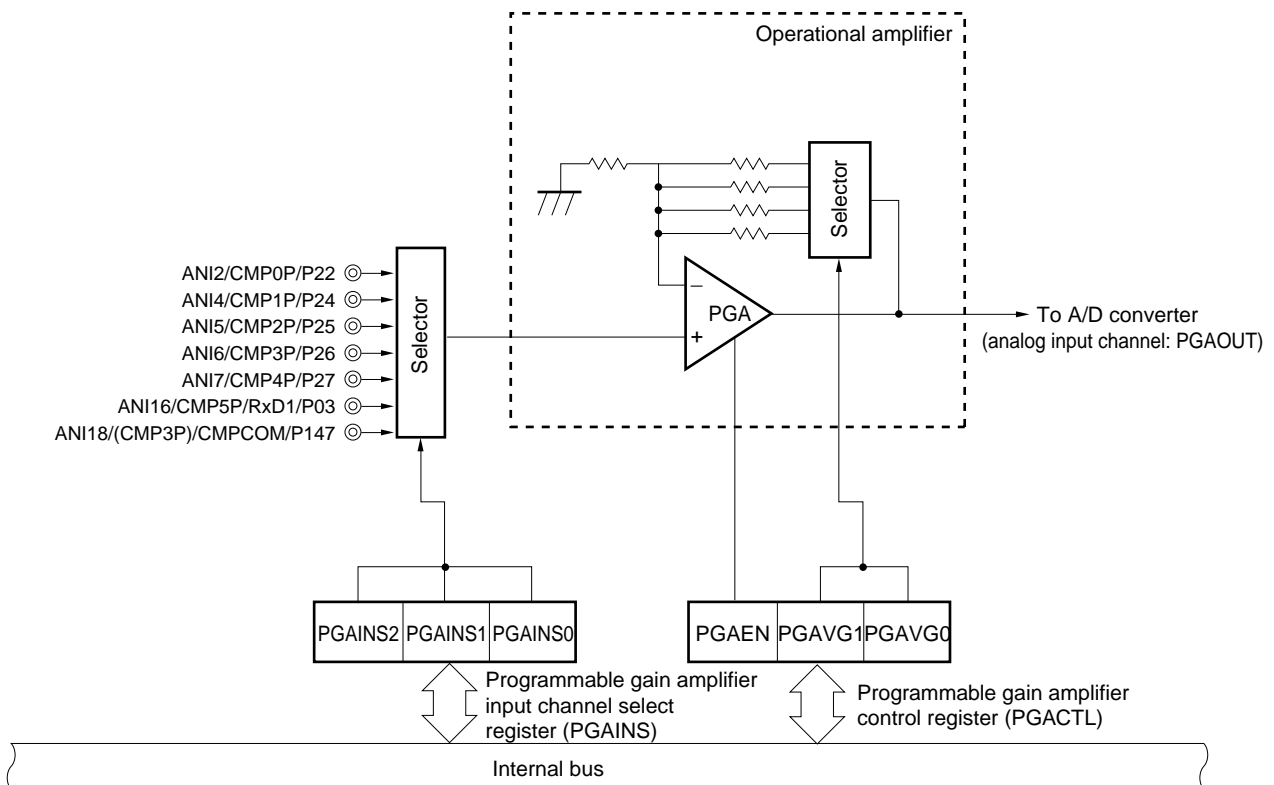 Operational amplifier
Selector
ANI2/CMP0P/P22
ANI4/CMP1P/P24
ANI5/CMP2P/P25
ANI6/CMP3P/P26
ANI7/CMP4P/P27
ANI16/CMP5P/RxD1/P03
ANI18/(CMP3P)/CMPCOM/P147
Selector
−
PGA
+
To A/D converter
(analog input channel: PGAOUT)
PGAINS2 PGAINS1 PGAINS0
PGAEN PGAVG1 PGAVG0
Programmable gain amplifier
input channel select
register (PGAINS)
Programmable gain amplifier
control register (PGACTL)
Internal bus